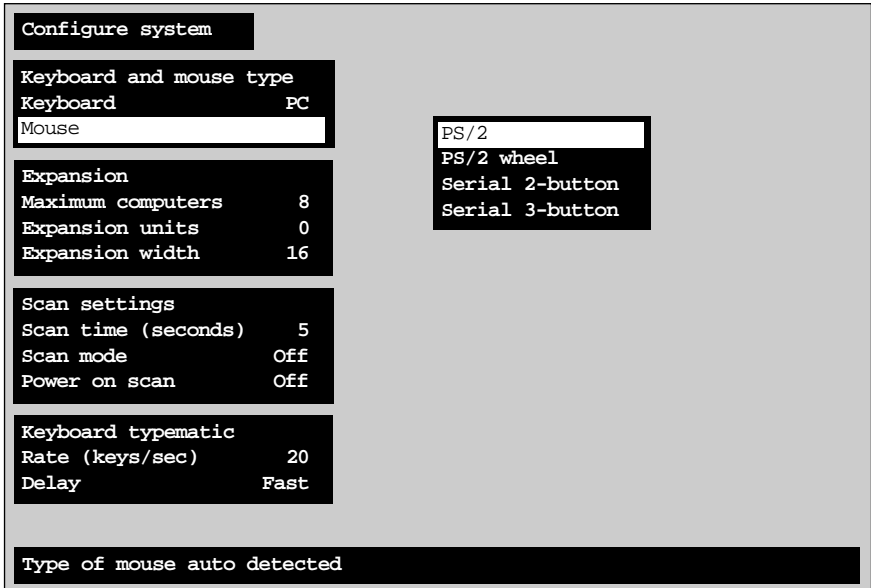 Configure system
Keyboard and mouse type
Keyboard PC
Mouse
PS/2
PS/2 wheel
Serial 2-button
Serial 3-button
Expansion
Maximum computers 8
Expansion units 0
Expansion width 16
Scan settings
Scan time (seconds) 5
Scan mode Off
Power on scan Off
Keyboard typematic
Rate (keys/sec) 20
Delay Fast
Type of mouse auto detected